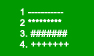 1 -----------
2 *********
3. #######
4. +++++++